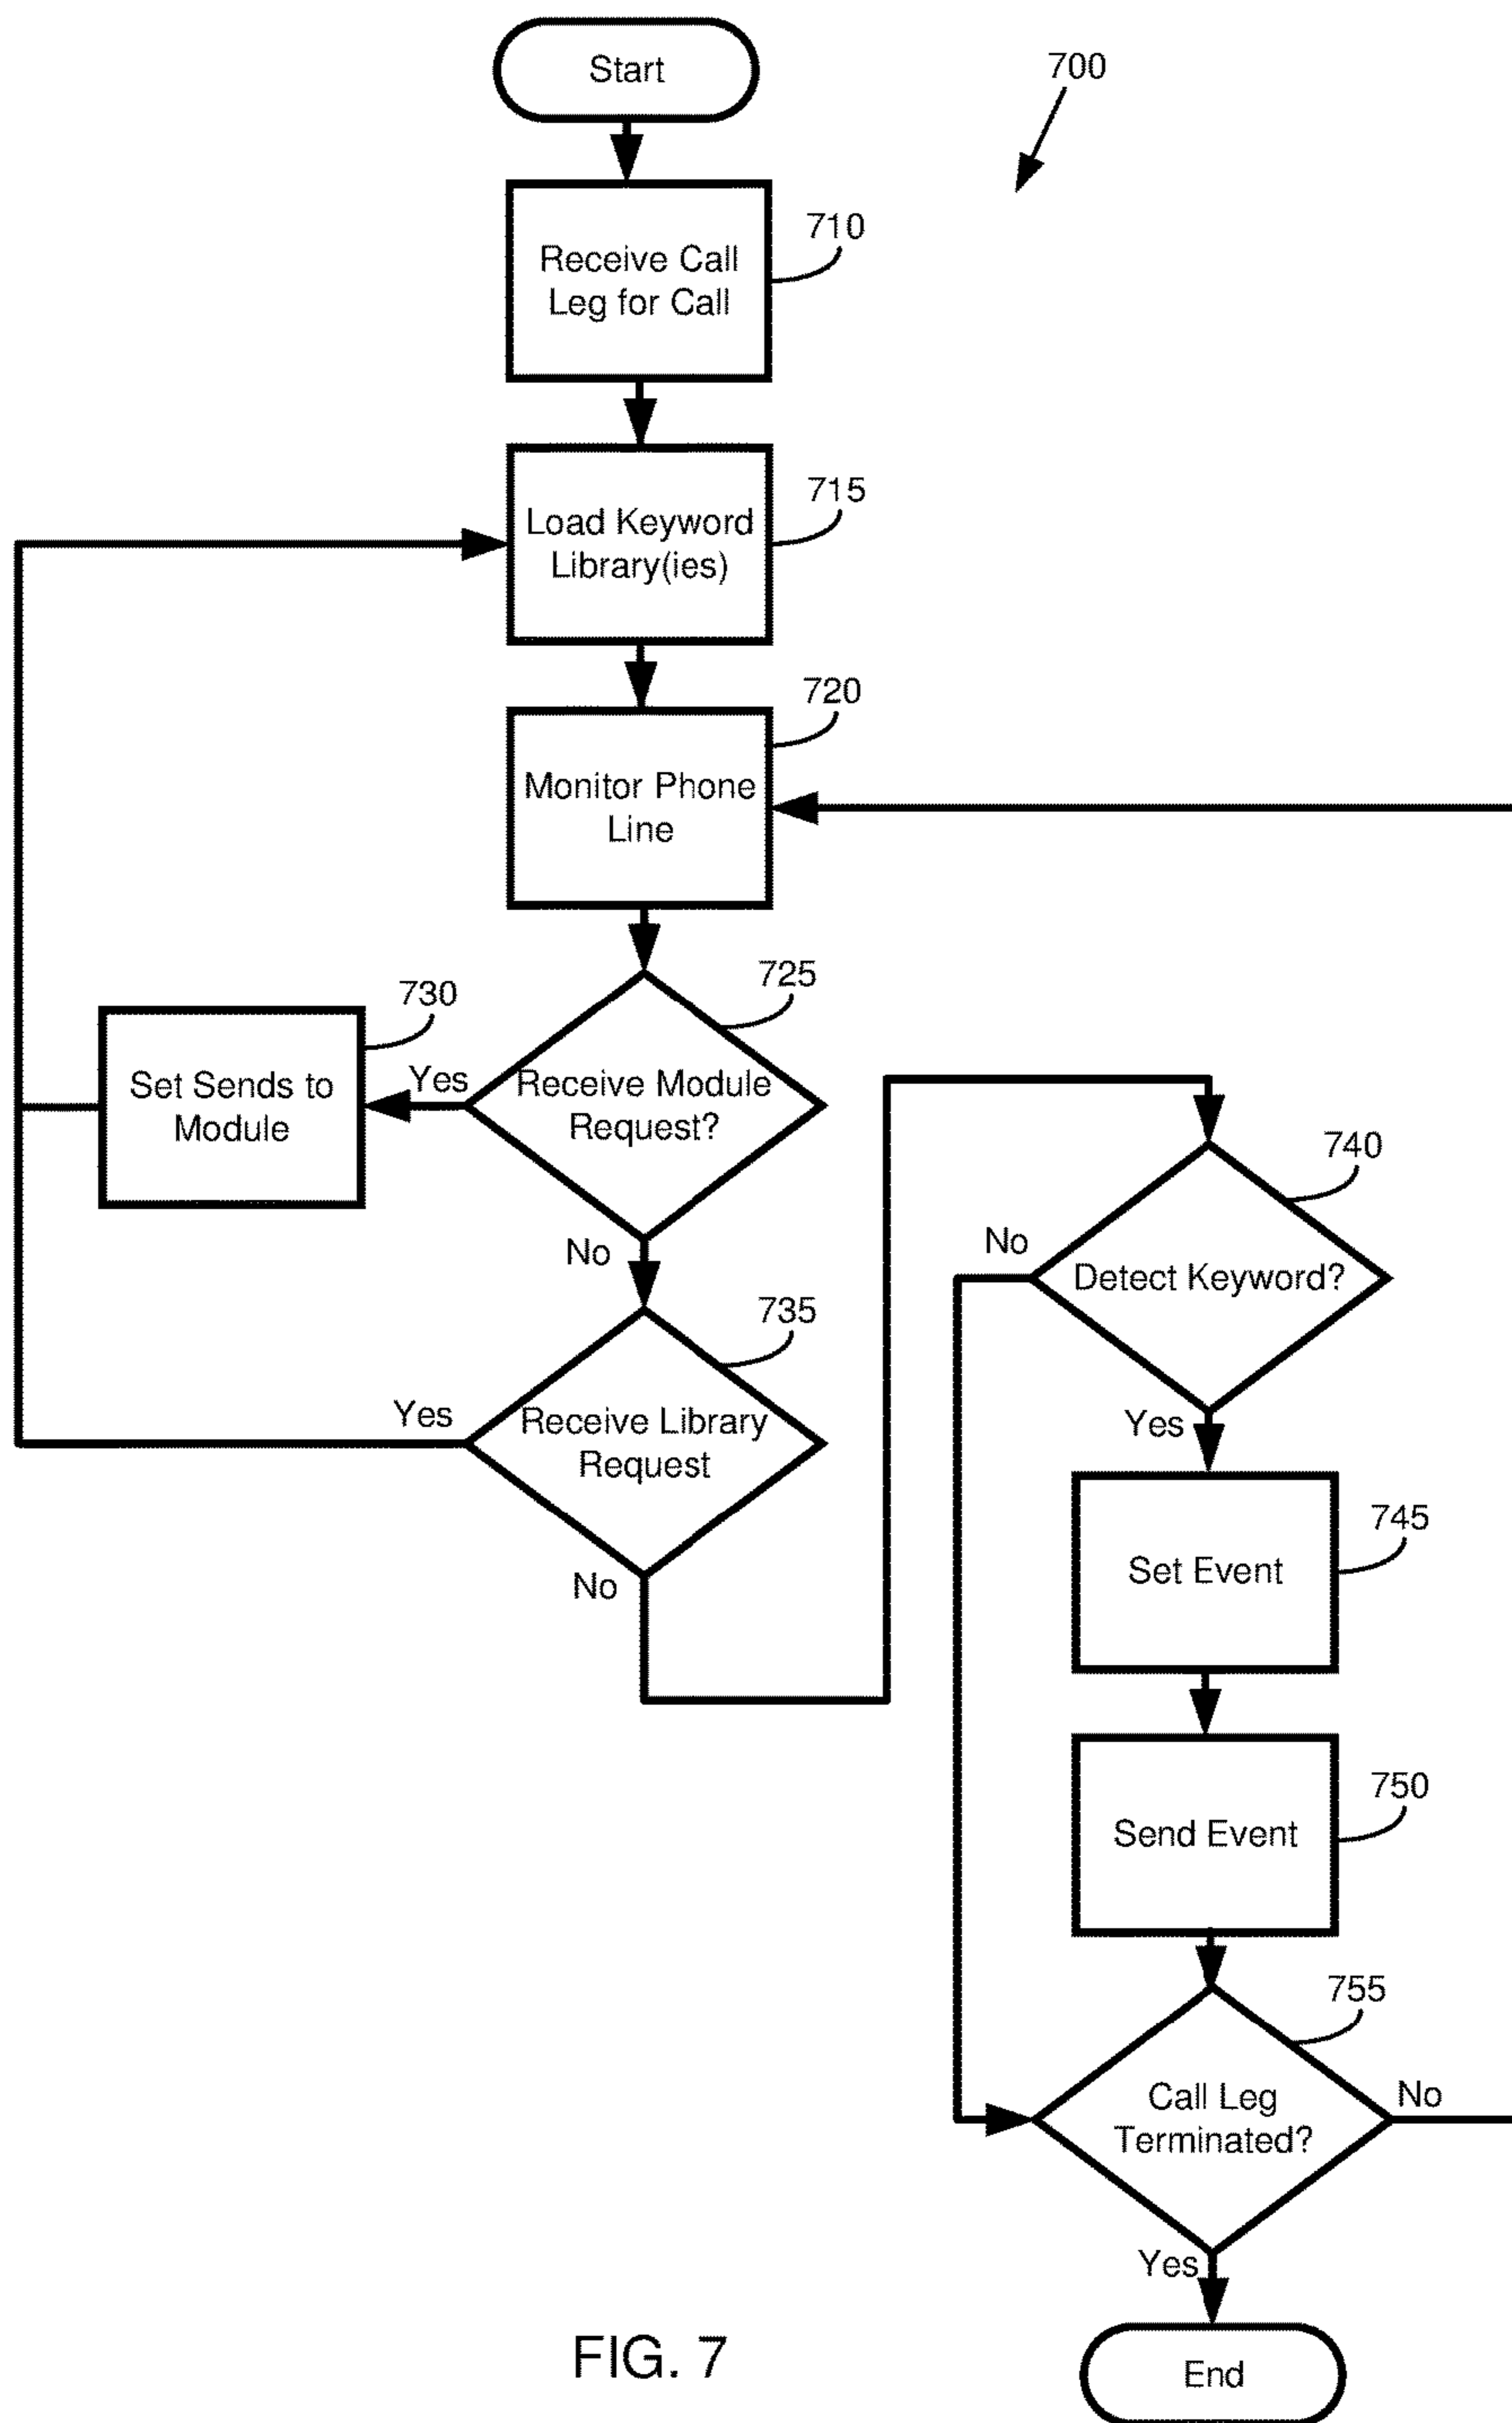 Start
700
710
Receive Call
Leg for Call
715
Load Keyword
Library(ies)
720
Monitor Phone
Line
725
730
Set Sends to
Module
Yes
Receive Module
Request?
No
735
Yes
Receive Library
Request
No
740
No
Detect Keyword?
Yes
745
Set Event
750
Send Event
755
Call Leg
Terminated?
No
Yes
End
FIG. 7